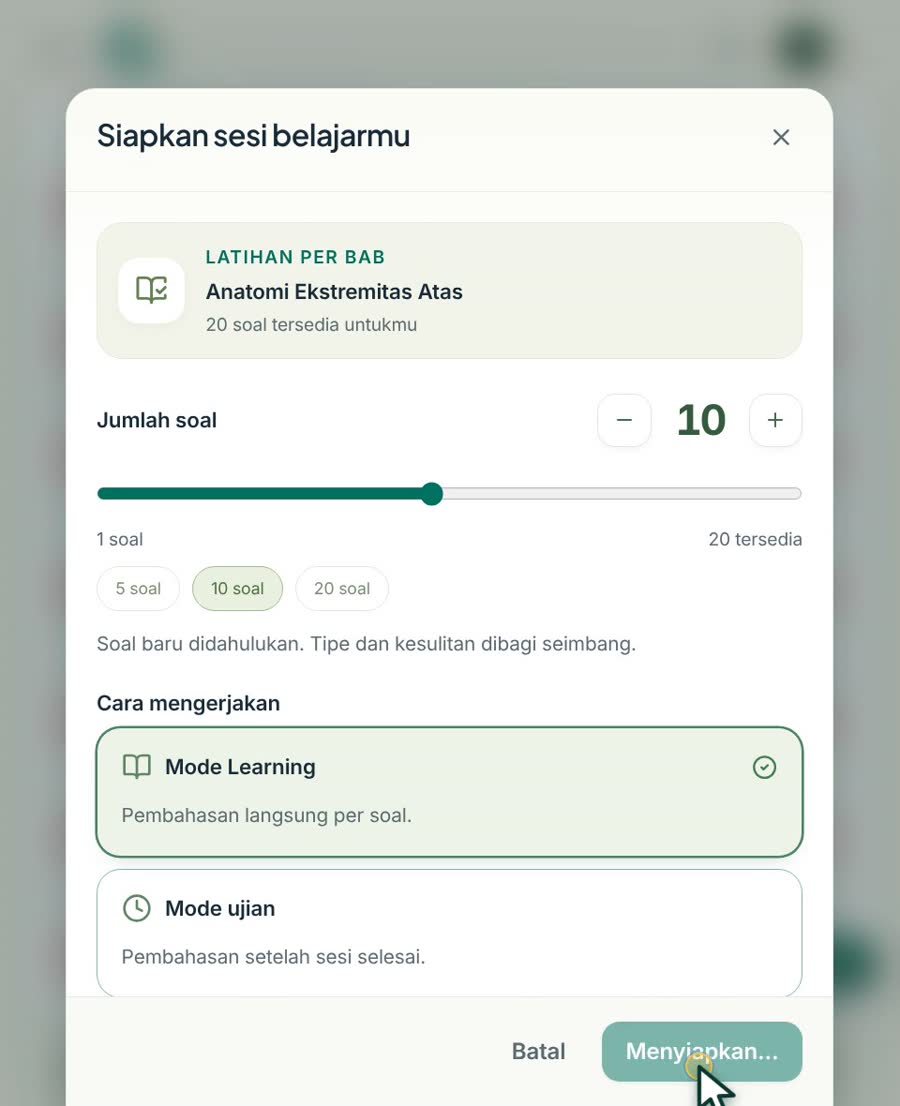 Siapkan sesi belajarmu
LATIHAN PER BAB
Anatomi Ekstremitas Atas
20 soal tersedia untukmu
Jumlah soal
10
1 soal
20 tersedia
5 soal
10 soal
20 soal
Soal baru didahulukan. Tipe dan kesulitan dibagi seimbang.
Cara mengerjakan
Mode Learning
Pembahasan langsung per soal.
Mode ujian
Pembahasan setelah sesi selesai.
Batal
Menyiapkan...